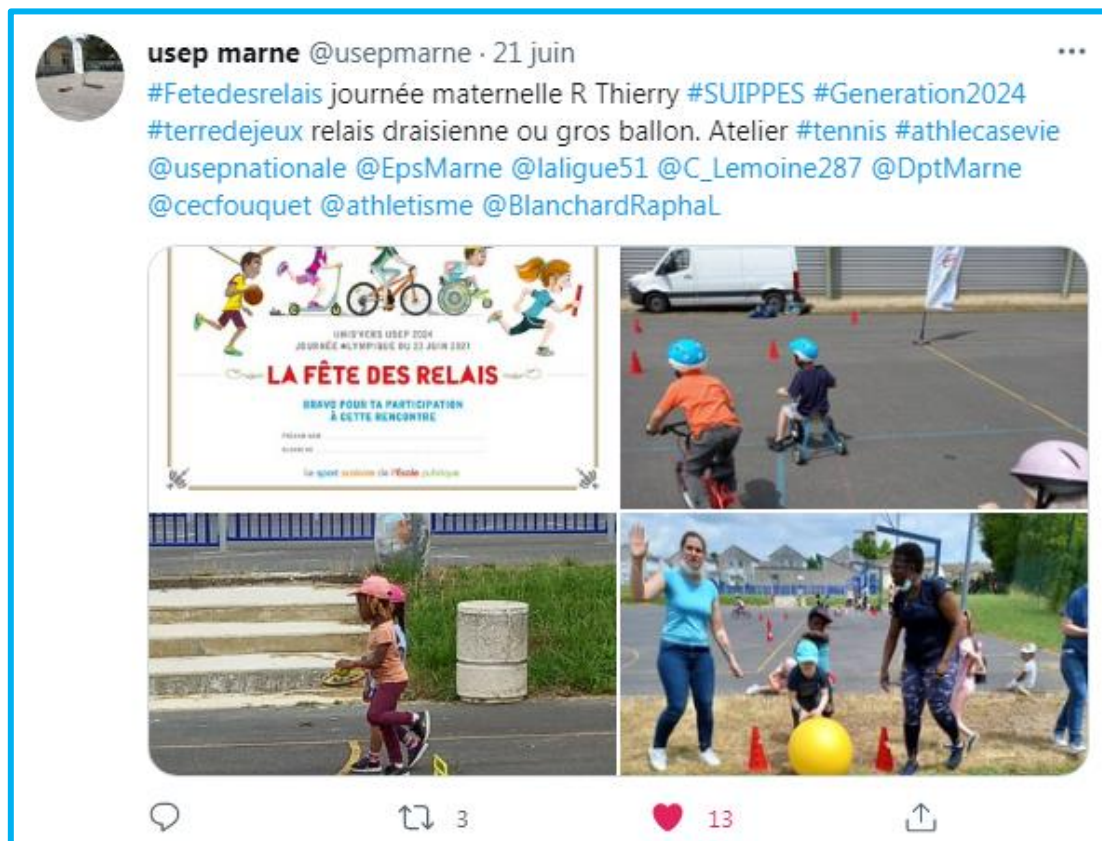 usep marne @usepmarne · 21 juin
#Fetedesrelais journée maternelle R Thierry #SUIPPES #Generation2024
#terredejeux relais draisienne ou gros ballon. Atelier #tennis #athlecasevie
@usepnationale @EpsMarne @laligue51 @C_Lemoine287 @DptMarne
@cecfouquet @athletisme @BlanchardRaphaL
UNIS'VERS USEP 2024
JOURNÉE OLYMPIQUE DU 23 JUIN 2021
LA FÊTE DES RELAIS
BRAVO POUR TA PARTICIPATION
À CETTE RENCONTRE
Le sport scolaire de l'École publique
3 13